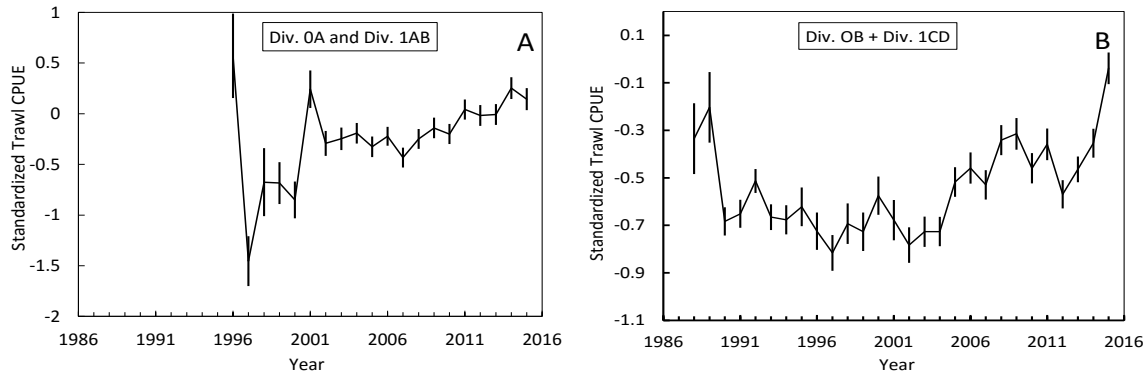 Div. 0A and Div. 1AB
A
Standardized Trawl CPUE
1
0.5
0
-0.5
-1
-1.5
-2
1986 1991 1996 2001 2006 2011 2016
Year
Div. OB + Div. 1CD
B
Standardized Trawl CPUE
0.1
-0.1
-0.3
-0.5
-0.7
-0.9
-1.1
1986 1991 1996 2001 2006 2011 2016
Year